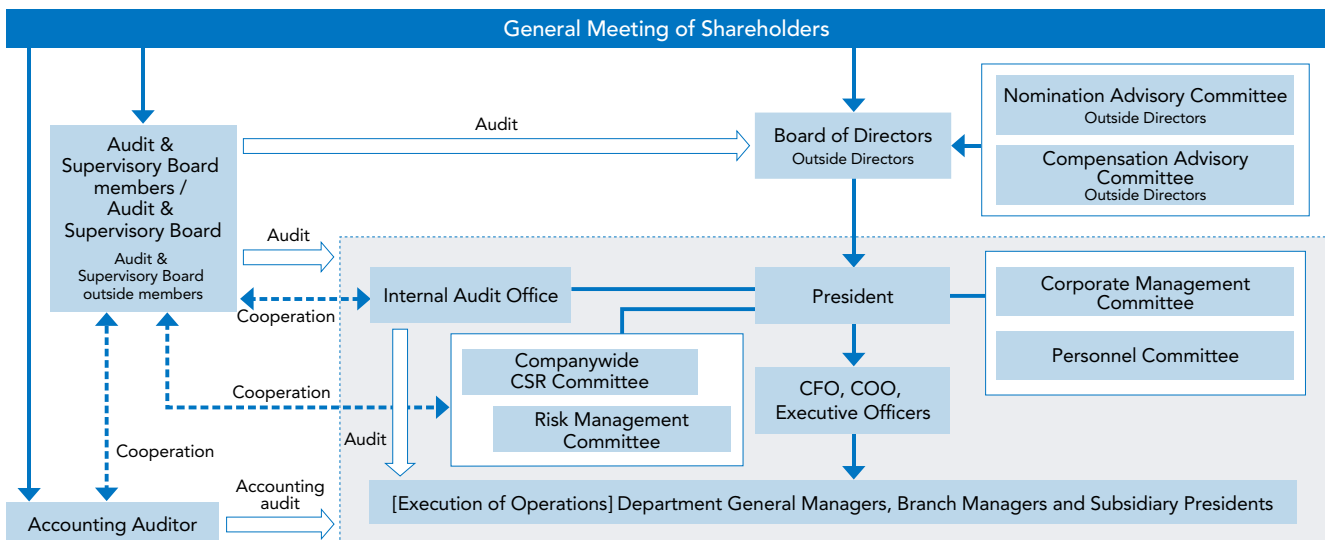 General Meeting of Shareholders
Audit &
Supervisory Board
members /
Audit &
Supervisory Board
Audit &
Supervisory Board
outside members
Audit
Board of Directors
Outside Directors
Nomination Advisory Committee
Outside Directors
Compensation Advisory
Committee
Outside Directors
Audit
Internal Audit Office
Cooperation
President
Corporate Management
Committee
Personnel Committee
Companywide
CSR Committee
Risk Management
Committee
Cooperation
CFO, COO,
Executive Officers
Audit
Cooperation
Accounting
audit
[Execution of Operations] Department General Managers, Branch Managers and Subsidiary Presidents
Accounting Auditor